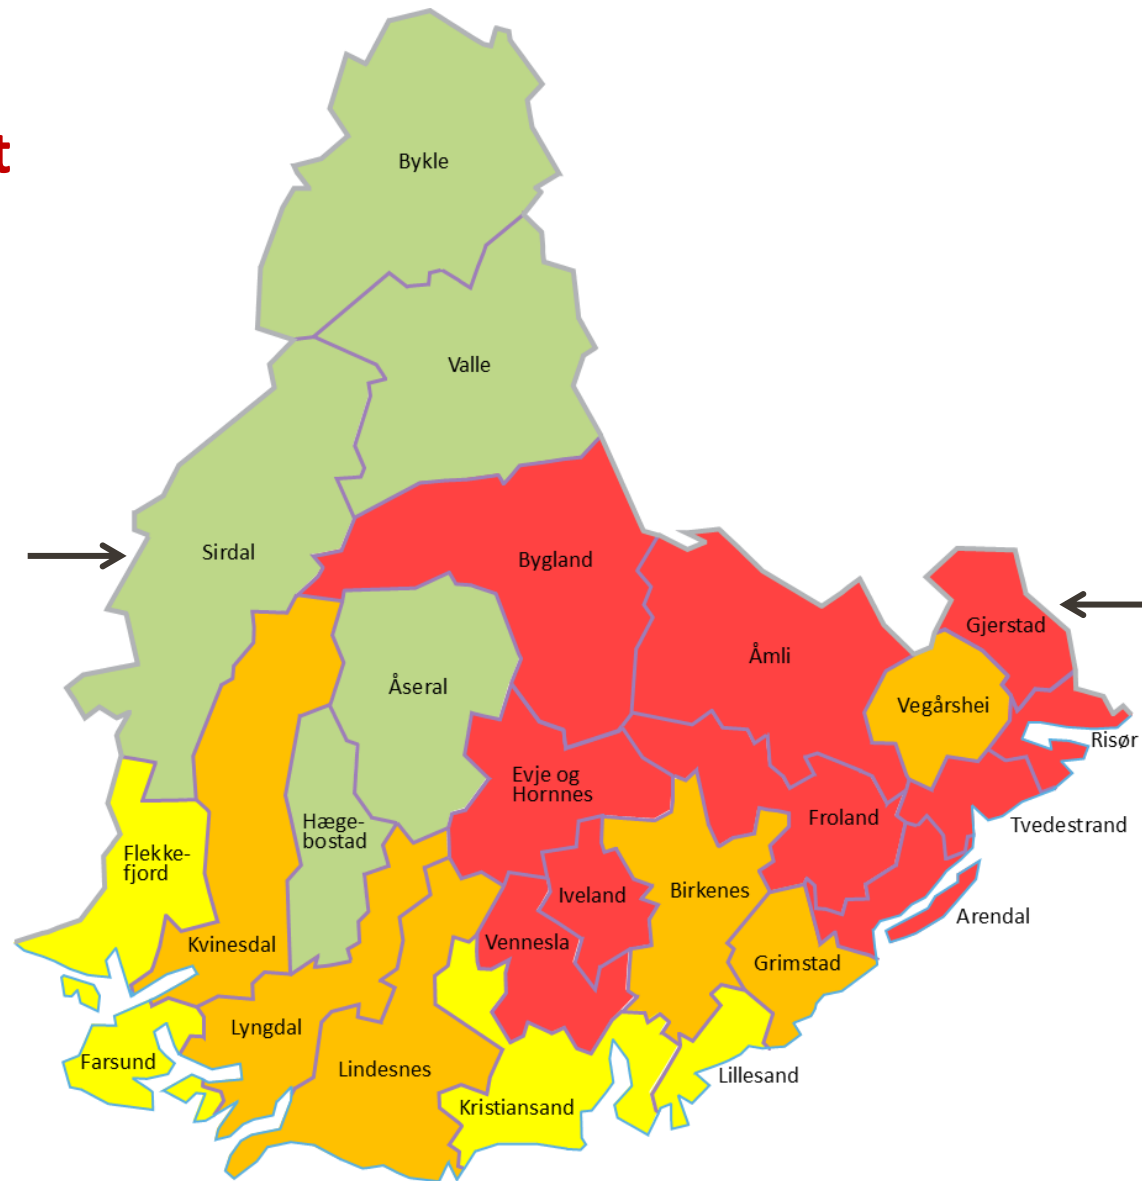 t
Bykle
Valle
Sirdal
Bygland
Gjerstad
Åmli
Åseral
Vegårshei
Risør
Evje og
Hornnes
Hæge-
bostad
Froland
Tvedestrand
Flekke-
fjord
Iveland
Birkenes
Arendal
Kvinesdal
Vennesla
Grimstad
Lyngdal
Farsund
Lindesnes
Lillesand
Kristiansand